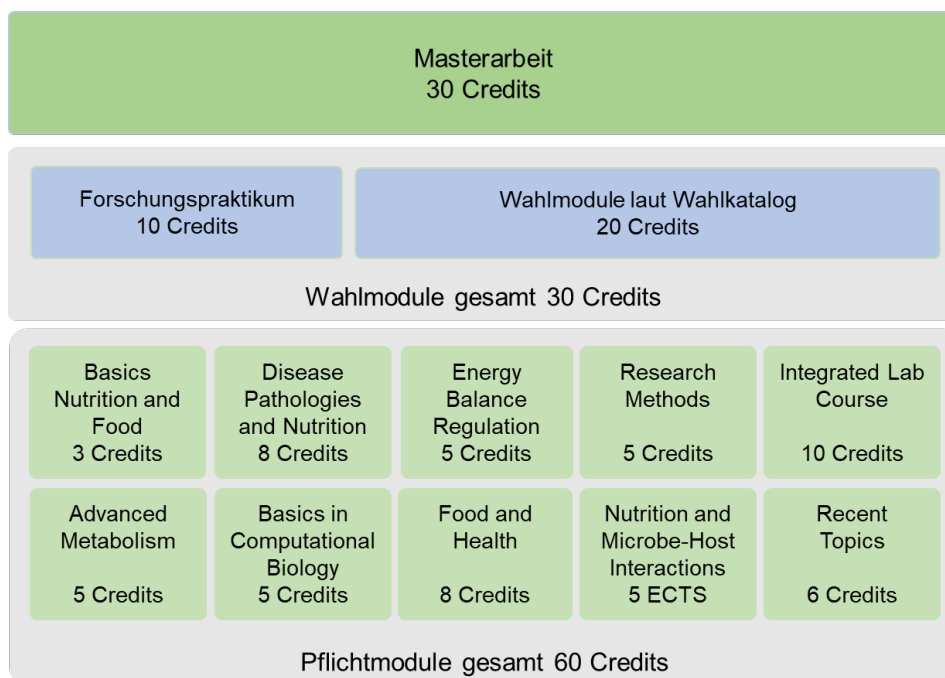 Masterarbeit
30 Credits
Forschungspraktikum
10 Credits
Wahlmodule laut Wahlkatalog
20 Credits
Wahlmodule gesamt 30 Credits
Basics
Nutrition and
Food
3 Credits
Disease
Pathologies
and Nutrition
8 Credits
Energy
Balance
Regulation
5 Credits
Research
Methods
5 Credits
Integrated Lab
Course
10 Credits
Advanced
Metabolism
5 Credits
Basics in
Computational
Biology
5 Credits
Food and
Health
8 Credits
Nutrition and
Microbe-Host
Interactions
5 ECTS
Recent
Topics
6 Credits
Pflichtmodule gesamt 60 Credits